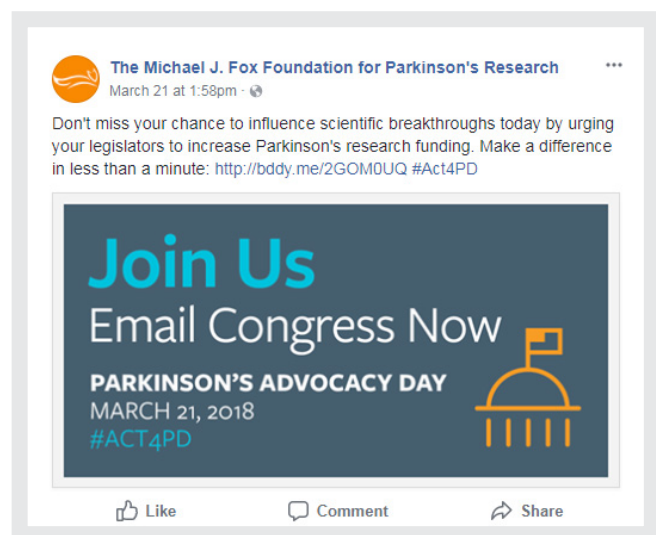 The Michael J. Fox Foundation for Parkinson's Research
March 21 at 1:58pm ·
Don't miss your chance to influence scientific breakthroughs today by urging
your legislators to increase Parkinson's research funding. Make a difference
in less than a minute: http://bddy.me/2GOM0UQ #Act4PD
Join Us
Email Congress Now
PARKINSON'S ADVOCACY DAY
MARCH 21, 2018
#ACT4PD
Like Comment Share